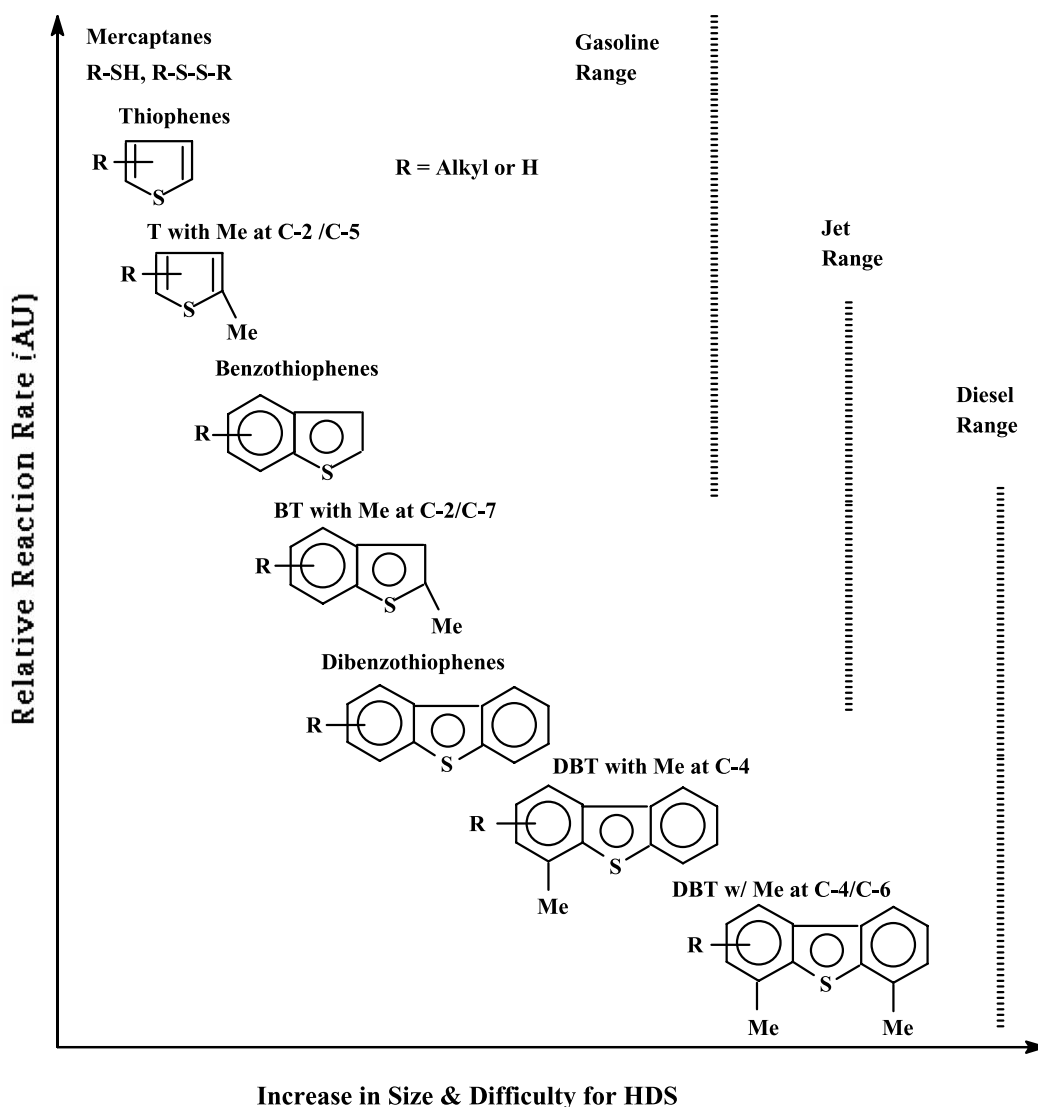 Mercaptanes
R-SH, R-S-S-R
Gasoline
Range
Thiophenes
R
S
R = Alkyl or H
T with Me at C-2 /C-5
R
S
Me
Jet
Range
Benzothiophenes
R
S
Diesel
Range
BT with Me at C-2/C-7
R
S
Me
Dibenzothiophenes
R
S
DBT with Me at C-4
R
S
Me
DBT w/ Me at C-4/C-6
R
S
Me
Me
Relative Reaction Rate (AU)
Increase in Size & Difficulty for HDS